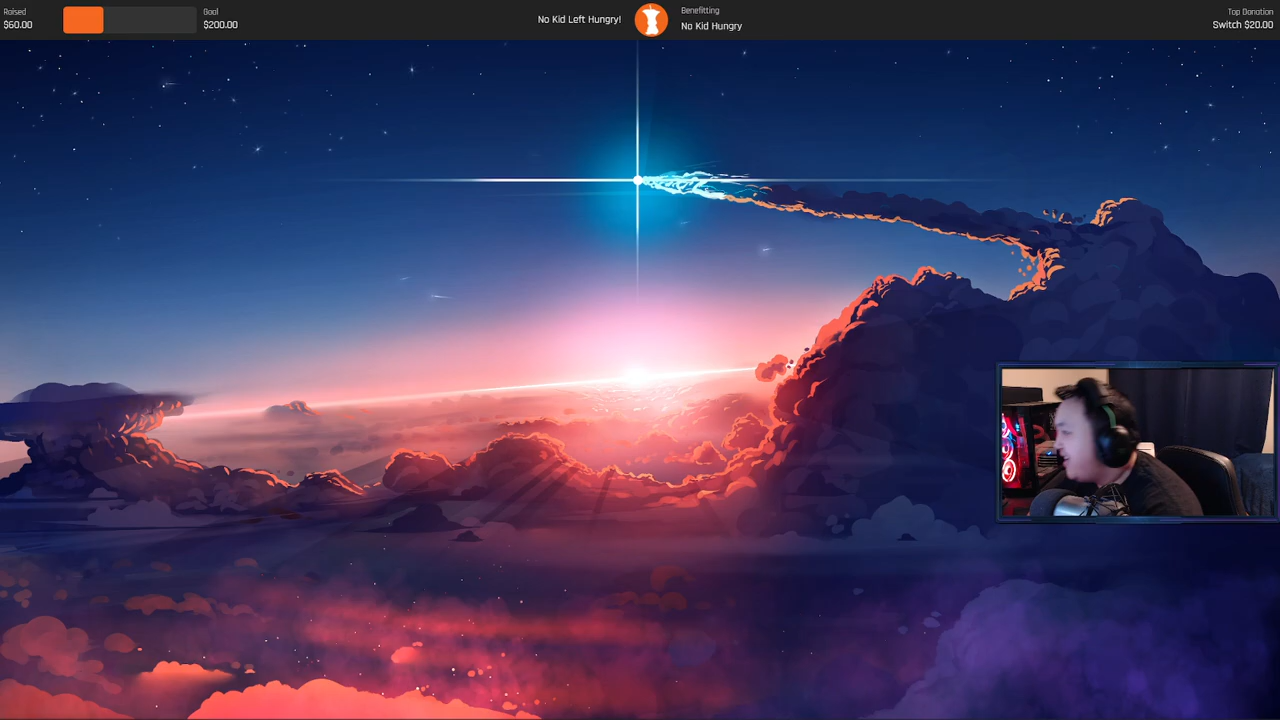 Raised
$60.00
Goal
$200.00
No Kid Left Hungry!
Benefitting
No Kid Hungry
Top Donation
Switch $20.00